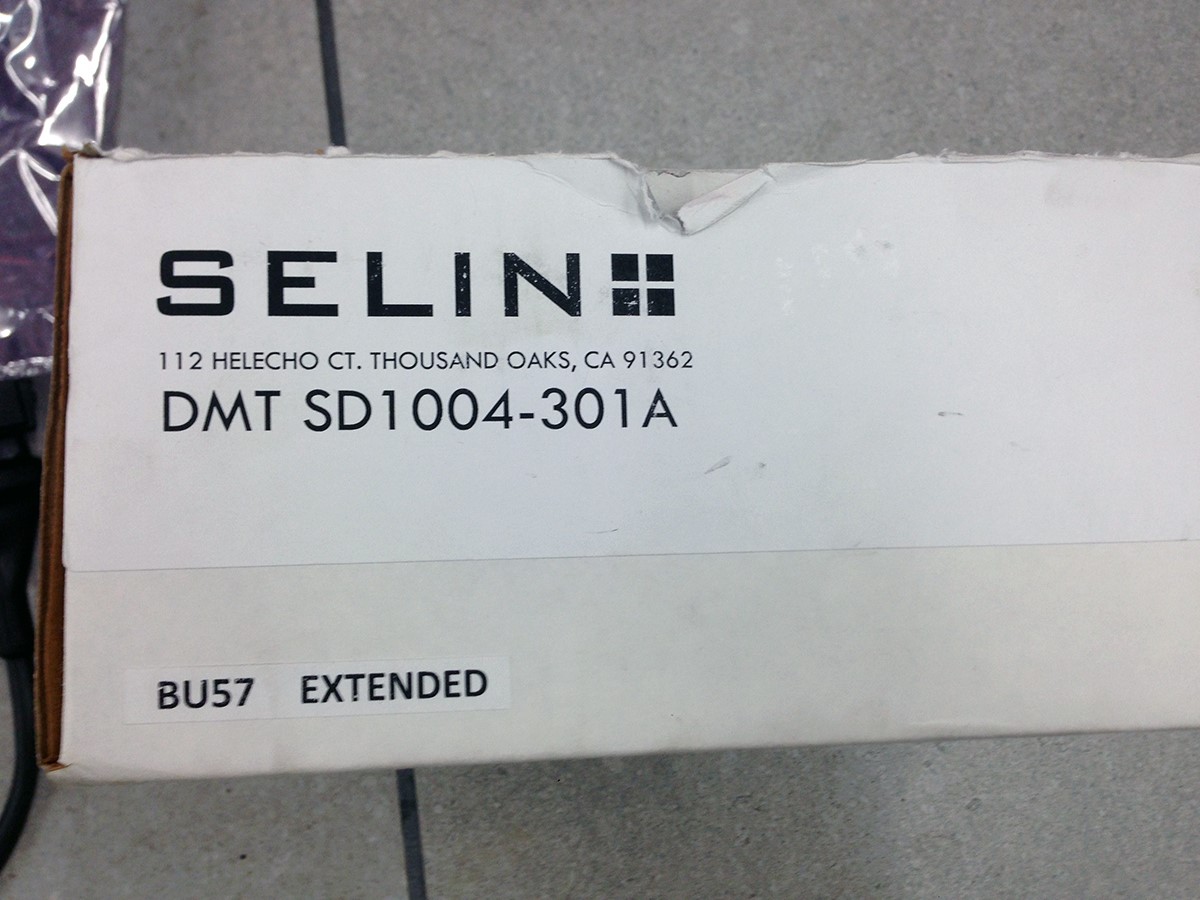 SELIN
112 HELECHO CT. THOUSAND OAKS, CA 91362
DMT SD1004-301A
BU57 EXTENDED